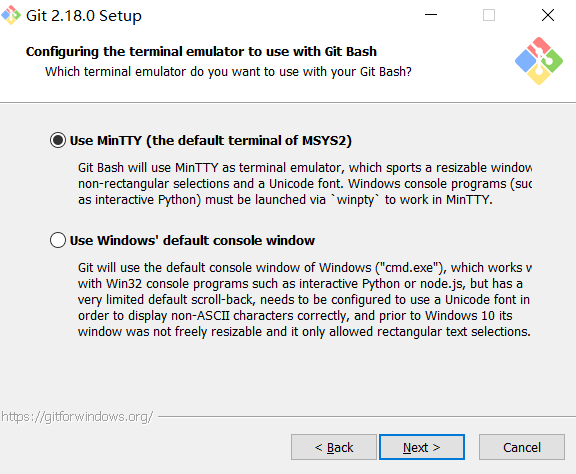 Git 2.18.0 Setup
Configuring the terminal emulator to use with Git Bash
Which terminal emulator do you want to use with your Git Bash?
Use MinTTY (the default terminal of MSYS2)
Git Bash will use MinTTY as terminal emulator, which sports a resizable window
non-rectangular selections and a Unicode font. Windows console programs (suc
as interactive Python) must be launched via `winpty` to work in MinTTY.
Use Windows' default console window
Git will use the default console window of Windows ("cmd.exe"), which works w
with Win32 console programs such as interactive Python or node.js, but has a
very limited default scroll-back, needs to be configured to use a Unicode font in
order to display non-ASCII characters correctly, and prior to Windows 10 its
window was not freely resizable and it only allowed rectangular text selections.
https://gitforwindows.org/
< Back
Next >
Cancel